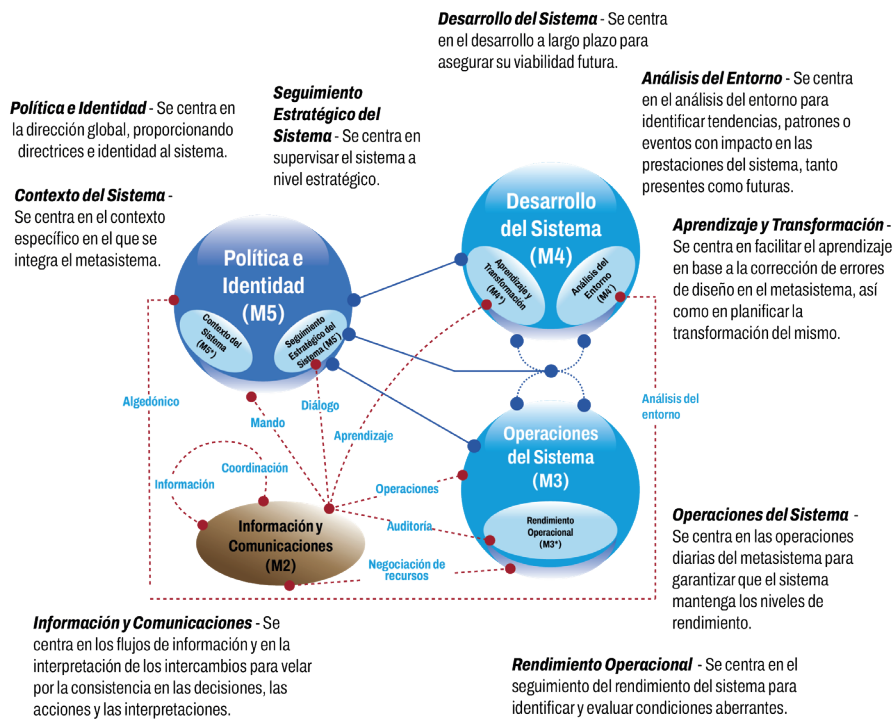 Desarrollo del Sistema - Se centra
en el desarrollo a largo plazo para
asegurar su viabilidad futura.
Análisis del Entorno - Se centra
en el análisis del entorno para
identificar tendencias, patrones o
eventos con impacto en las
prestaciones del sistema, tanto
presentes como futuras.
Seguimiento
Estratégico del
Sistema - Se centra en
supervisar el sistema a
nivel estratégico.
Política e Identidad - Se centra en
la dirección global, proporcionando
directrices e identidad al sistema.
Contexto del Sistema -
Se centra en el contexto
específico en el que se
integra el metasistema.
Aprendizaje y Transformación -
Se centra en facilitar el aprendizaje
en base a la corrección de errores
de diseño en el metasistema, así
como en planificar la
transformación del mismo.
Política e
Identidad
(M5)
Contexto del
Sistema
(M5*)
Seguimiento
Estratégico del
Sistema (M5')
Desarrollo
del Sistema
(M4)
Aprendizaje y
Transformación
(M4*)
Análisis del
Entorno
(M4')
Algedónico
Mando
Diálogo
Aprendizaje
Análisis del
entorno
Coordinación
Información
Operaciones
Auditoría
Negociación de
recursos
Operaciones
del Sistema
(M3)
Rendimiento
Operacional
(M3*)
Información y
Comunicaciones
(M2)
Operaciones del Sistema -
Se centra en las operaciones
diarias del metasistema para
garantizar que el sistema
mantenga los niveles de
rendimiento.
Información y Comunicaciones - Se
centra en los flujos de información y en la
interpretación de los intercambios para velar
por la consistencia en las decisiones, las
acciones y las interpretaciones.
Rendimiento Operacional - Se centra en el
seguimiento del rendimiento del sistema para
identificar y evaluar condiciones aberrantes.